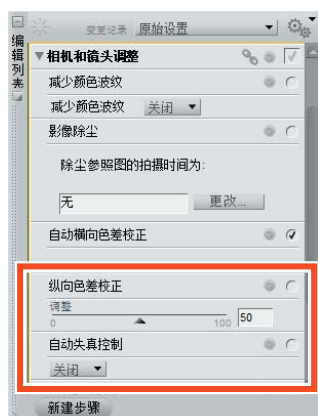 编辑列表
变更记录 原始设置
相机和镜头调整
减少颜色波纹
减少颜色波纹 关闭
影像除尘
除尘参照图的拍摄时间为:
无 更改...
自动横向色差校正
纵向色差校正
调整
0 100 50
自动失真控制
关闭
新建步骤